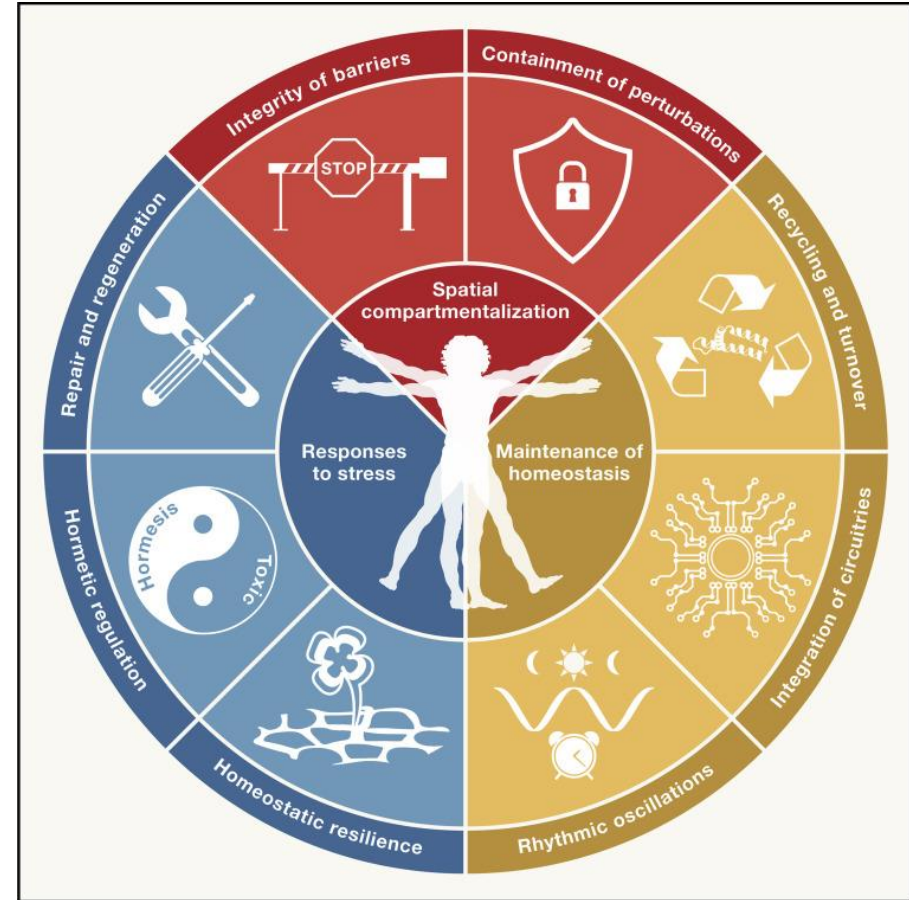 Integrity of barriers
Containment of perturbations
STOP
Recycling and turnover
Repair and regeneration
Spatial
compartmentalization
Responses
to stress
Maintenance of
homeostasis
Hormesis
Toxic
Hormetic regulation
Integration of circuitries
Homeostatic resilience
Rhythmic oscillations